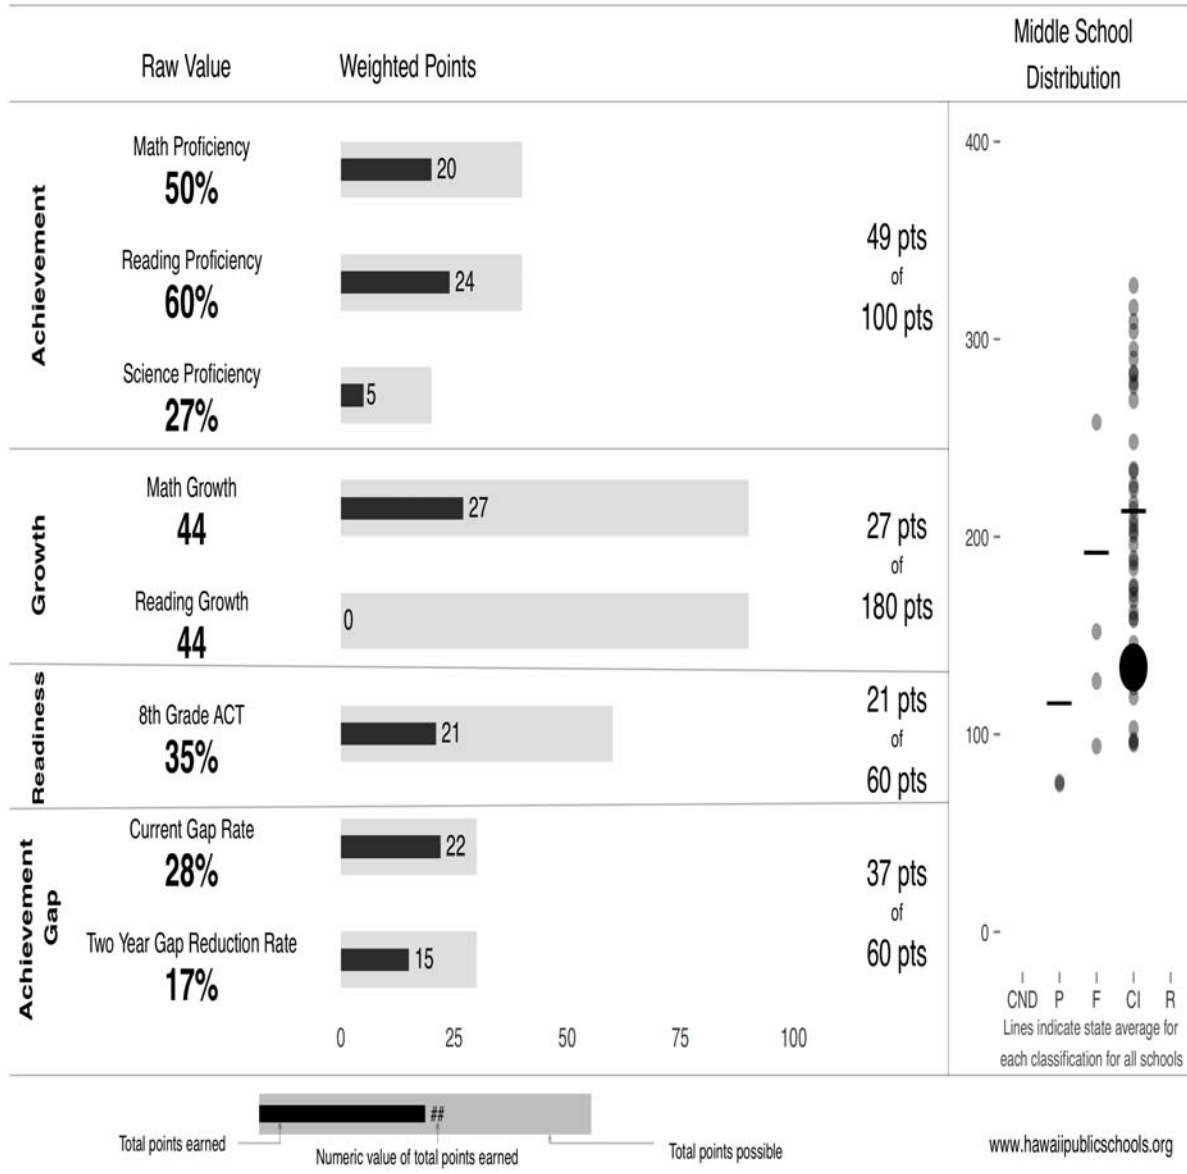 Raw Value
Weighted Points
Middle School
Distribution
Achievement
Math Proficiency
50%
20
Reading Proficiency
60%
24
Science Proficiency
27%
5
49 pts
of
100 pts
Growth
Math Growth
44
27
Reading Growth
44
0
27 pts
of
180 pts
Readiness
8th Grade ACT
35%
21
21 pts
of
60 pts
Achievement
Gap
Current Gap Rate
28%
22
Two Year Gap Reduction Rate
17%
15
37 pts
of
60 pts
0 25 50 75 100
400
300
200
100
0
CND P F CI R
Lines indicate state average for
each classification for all schools
##
Total points earned
Numeric value of total points earned
Total points possible
www.hawaiipublicschools.org